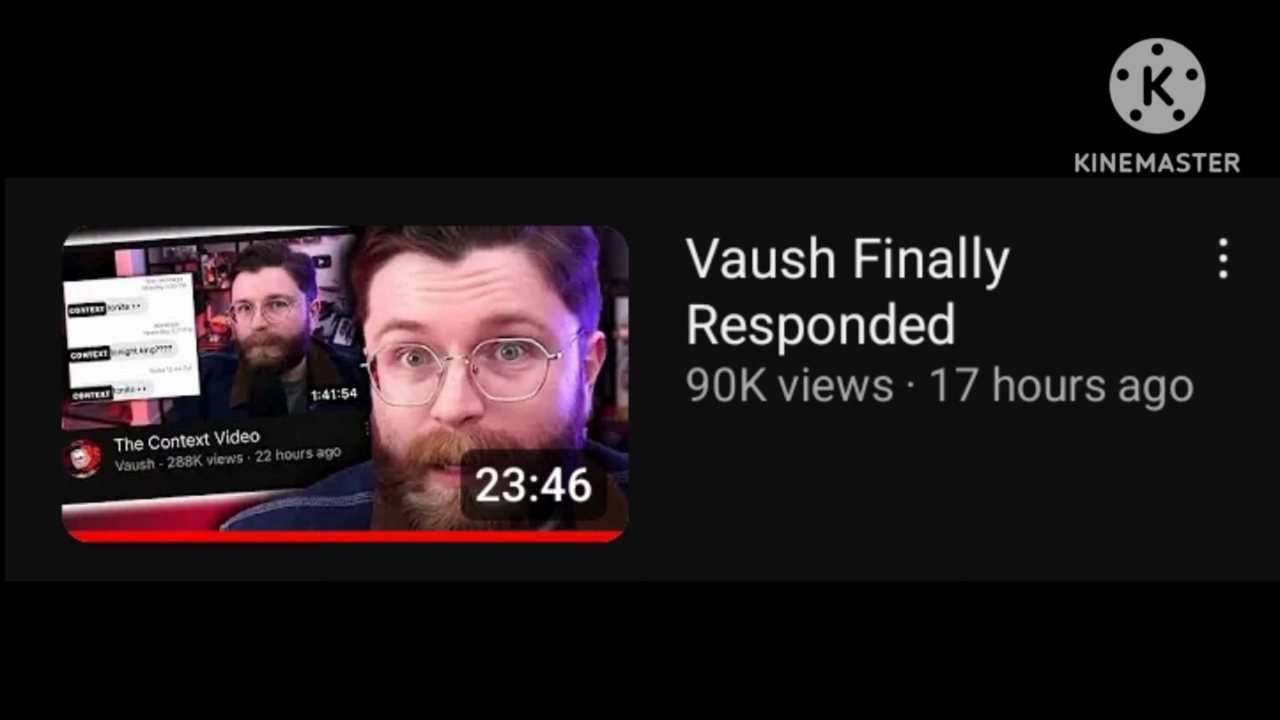 K
KINEMASTER
Vaush Finally
Responded
90K views · 17 hours ago
CONTEXT
CONTEXT
CONTEXT
1:41:54
The Context Video
Vaush - 288K views · 22 hours ago
23:46